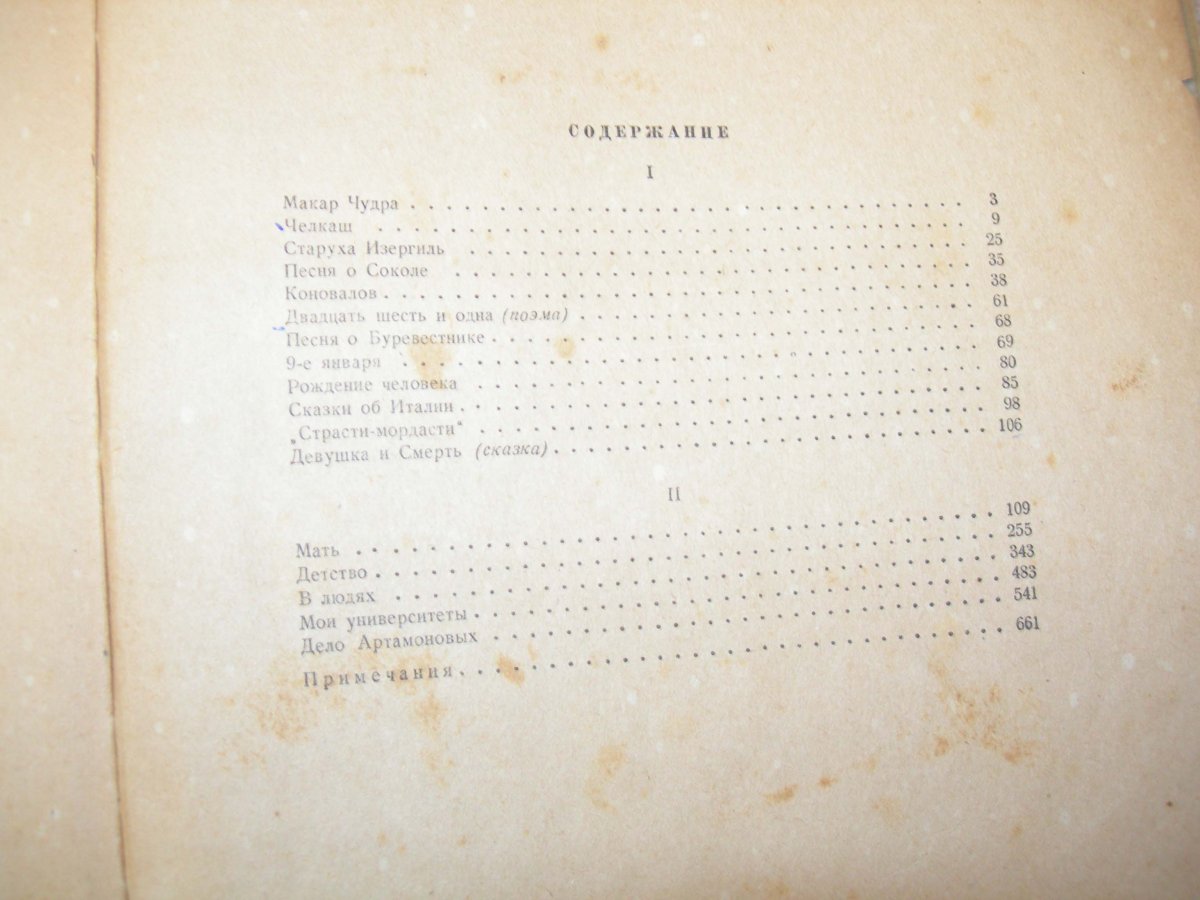 СОДЕРЖАНИЕ
I
Макар Чудра . . . . . . . . . . . . . . . . . . . . . . . . 3
Челкаш . . . . . . . . . . . . . . . . . . . . . . . . 9
Старуха Изергиль . . . . . . . . . . . . . . . . . . . . . 25
Песня о Соколе . . . . . . . . . . . . . . . . . . . . . 35
Коновалов . . . . . . . . . . . . . . . . . . . . . . . . 38
Двадцать шесть и одна (поэма) . . . . . . . . . . . . . . . . 61
Песня о Буревестнике . . . . . . . . . . . . . . . . . . . . 68
9-е января . . . . . . . . . . . . . . . . . . . . . . . . 69
Рождение человека . . . . . . . . . . . . . . . . . . . . . 80
Сказки об Италии . . . . . . . . . . . . . . . . . . . . . . 85
„Страсти-мордасти“ . . . . . . . . . . . . . . . . . . . . . 98
Девушка и Смерть (сказка) . . . . . . . . . . . . . . . . . . 106
II
Мать . . . . . . . . . . . . . . . . . . . . . . . . . . . 109
Детство . . . . . . . . . . . . . . . . . . . . . . . . . . 255
В людях . . . . . . . . . . . . . . . . . . . . . . . . . . 343
Мои университеты . . . . . . . . . . . . . . . . . . . . . . 483
Дело Артамоновых . . . . . . . . . . . . . . . . . . . . . . 541
Примечания . . . . . . . . . . . . . . . . . . . . . . . . 661